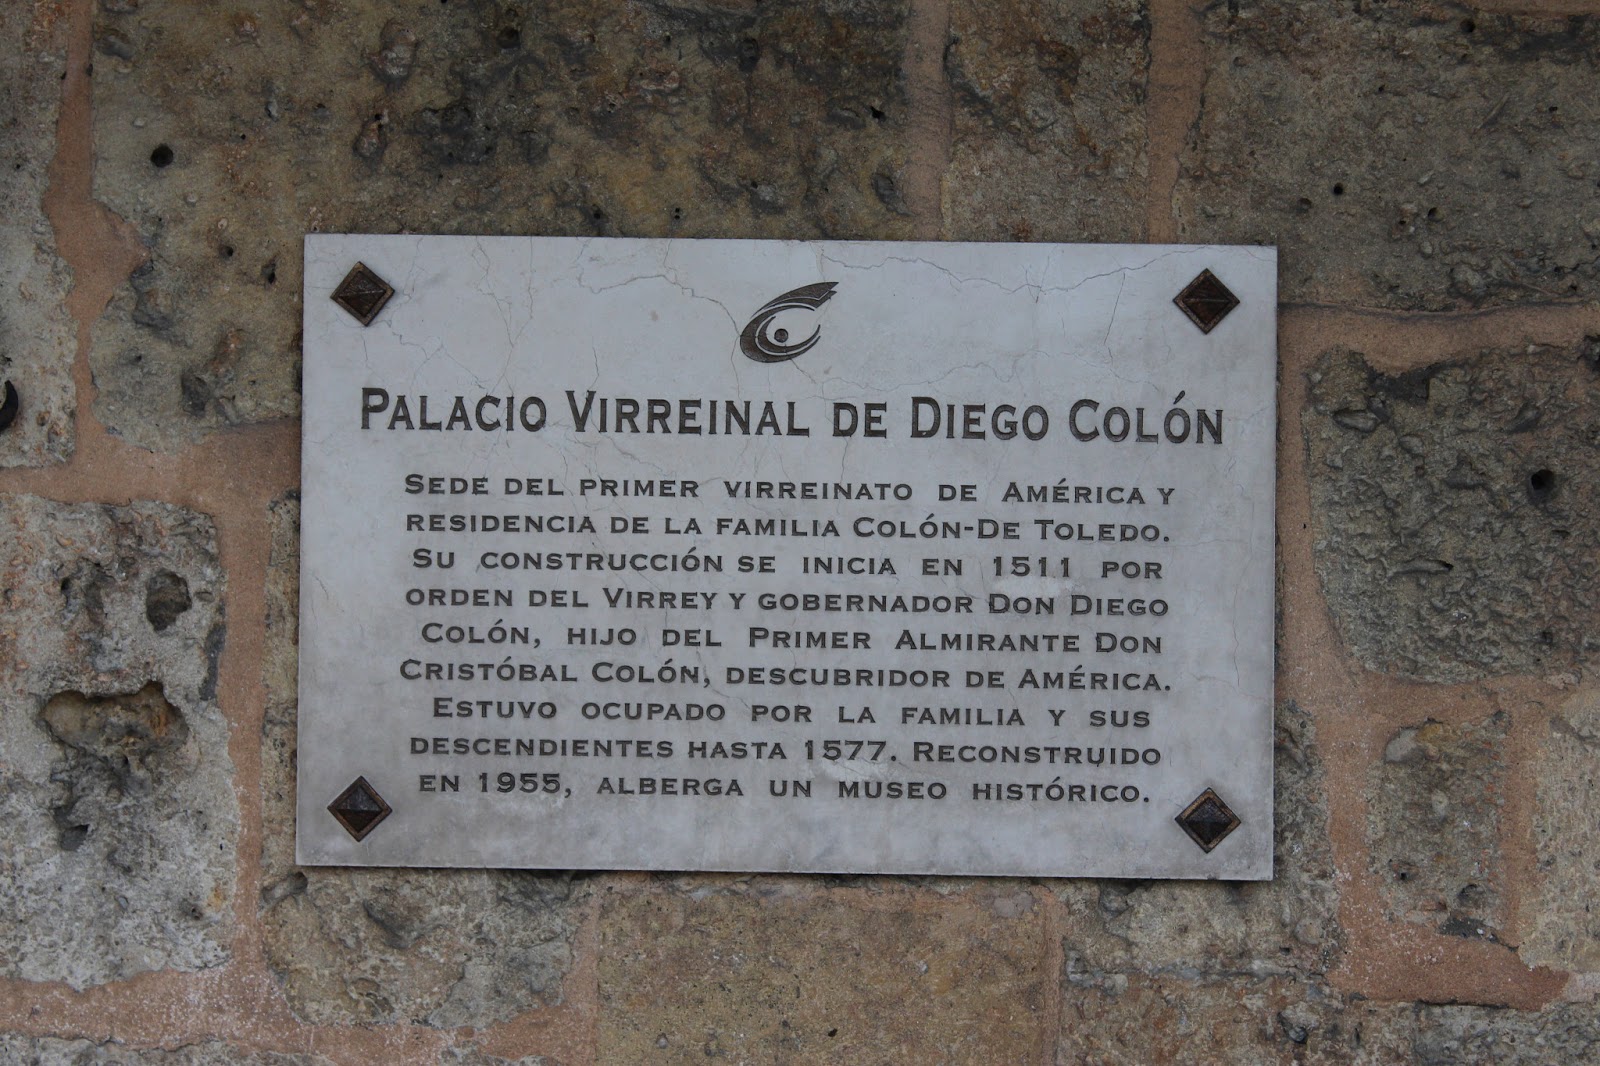 PALACIO VIRREINAL DE DIEGO COLÓN
SEDE DEL PRIMER VIRREINATO DE AMÉRICA Y
RESIDENCIA DE LA FAMILIA COLÓN-DE TOLEDO.
SU CONSTRUCCIÓN SE INICIA EN 1511 POR
ORDEN DEL VIRREY Y GOBERNADOR DON DIEGO
COLÓN, HIJO DEL PRIMER ALMIRANTE DON
CRISTÓBAL COLÓN, DESCUBRIDOR DE AMÉRICA.
ESTUVO OCUPADO POR LA FAMILIA Y SUS
DESCENDIENTES HASTA 1577. RECONSTRUIDO
EN 1955, ALBERGA UN MUSEO HISTÓRICO.